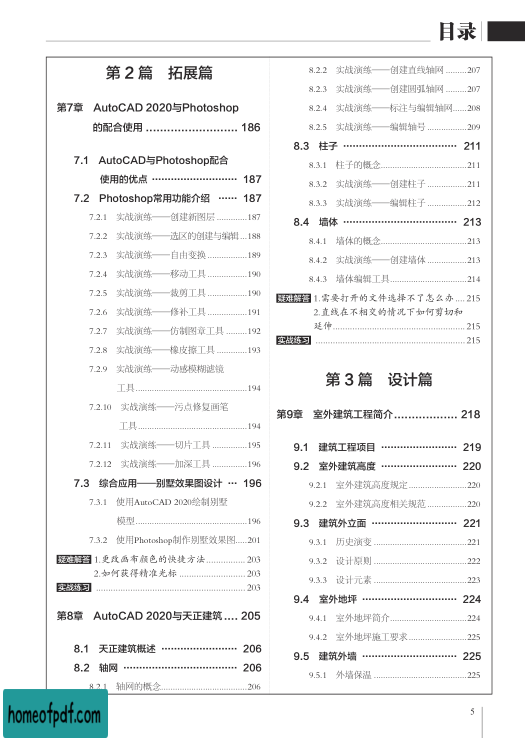 目录
第 2 篇 拓展篇
第7章 AutoCAD 2020与Photoshop
的配合使用 ........................ 186
7.1 AutoCAD与Photoshop配合
使用的优点 ........................ 187
7.2 Photoshop常用功能介绍 ...... 187
7.2.1 实战演练——创建新图层 ............187
7.2.2 实战演练——选区的创建与编辑 ...188
7.2.3 实战演练——自由变换 ................189
7.2.4 实战演练——移动工具 ................190
7.2.5 实战演练——裁剪工具 ................190
7.2.6 实战演练——修补工具 ................191
7.2.7 实战演练——仿制图章工具 .........192
7.2.8 实战演练——橡皮擦工具 ............193
7.2.9 实战演练——动感模糊滤镜
工具 ............................................194
7.2.10 实战演练——污点修复画笔
工具 ...........................................194
7.2.11 实战演练——切片工具 ..............195
7.2.12 实战演练——加深工具 ..............196
7.3 综合应用——别墅效果图设计 ... 196
7.3.1 使用AutoCAD 2020绘制别墅
模型 ............................................196
7.3.2 使用Photoshop制作别墅效果图.....201
疑难解答 1.更改画布颜色的快捷方法 ................ 203
2.如何获得精准光标 ........................... 203
实战练习 ............................................................ 203
第8章 AutoCAD 2020与天正建筑 .... 205
8.1 天正建筑概述 ........................ 206
8.2 轴网 ................................... 206
8.2.1 轴网的概念..................................206
8.2.2 实战演练——创建直线轴网 .........207
8.2.3 实战演练——创建圆弧轴网 .........207
8.2.4 实战演练——标注与编辑轴网......208
8.2.5 实战演练——编辑轴号 ................209
8.3 柱子 ................................... 211
8.3.1 柱子的概念..................................211
8.3.2 实战演练——创建柱子 ................211
8.3.3 实战演练——编辑柱子 ................212
8.4 墙体 ................................... 213
8.4.1 墙体的概念..................................213
8.4.2 实战演练——创建墙体 ................213
8.4.3 墙体编辑工具..............................214
疑难解答 1.需要打开的文件选择不了怎么办 .... 215
2.直线在不相交的情况下如何剪切和
延伸 .................................................... 215
实战练习 ............................................................ 215
第 3 篇 设计篇
第9章 室外建筑工程简介.................. 218
9.1 建筑工程项目 ........................ 219
9.2 室外建筑高度 ........................ 220
9.2.1 室外建筑高度规定 .......................220
9.2.2 室外建筑高度相关规范 ................220
9.3 建筑外立面 ........................... 221
9.3.1 历史演变 .....................................221
9.3.2 设计原则 .....................................222
9.3.3 设计元素 .....................................223
9.4 室外地坪 .............................. 224
9.4.1 室外地坪简介..............................224
9.4.2 室外地坪施工要求.......................225
9.5 建筑外墙 .............................. 225
9.5.1 外墙保温 .....................................225
5
homeofpdf.com